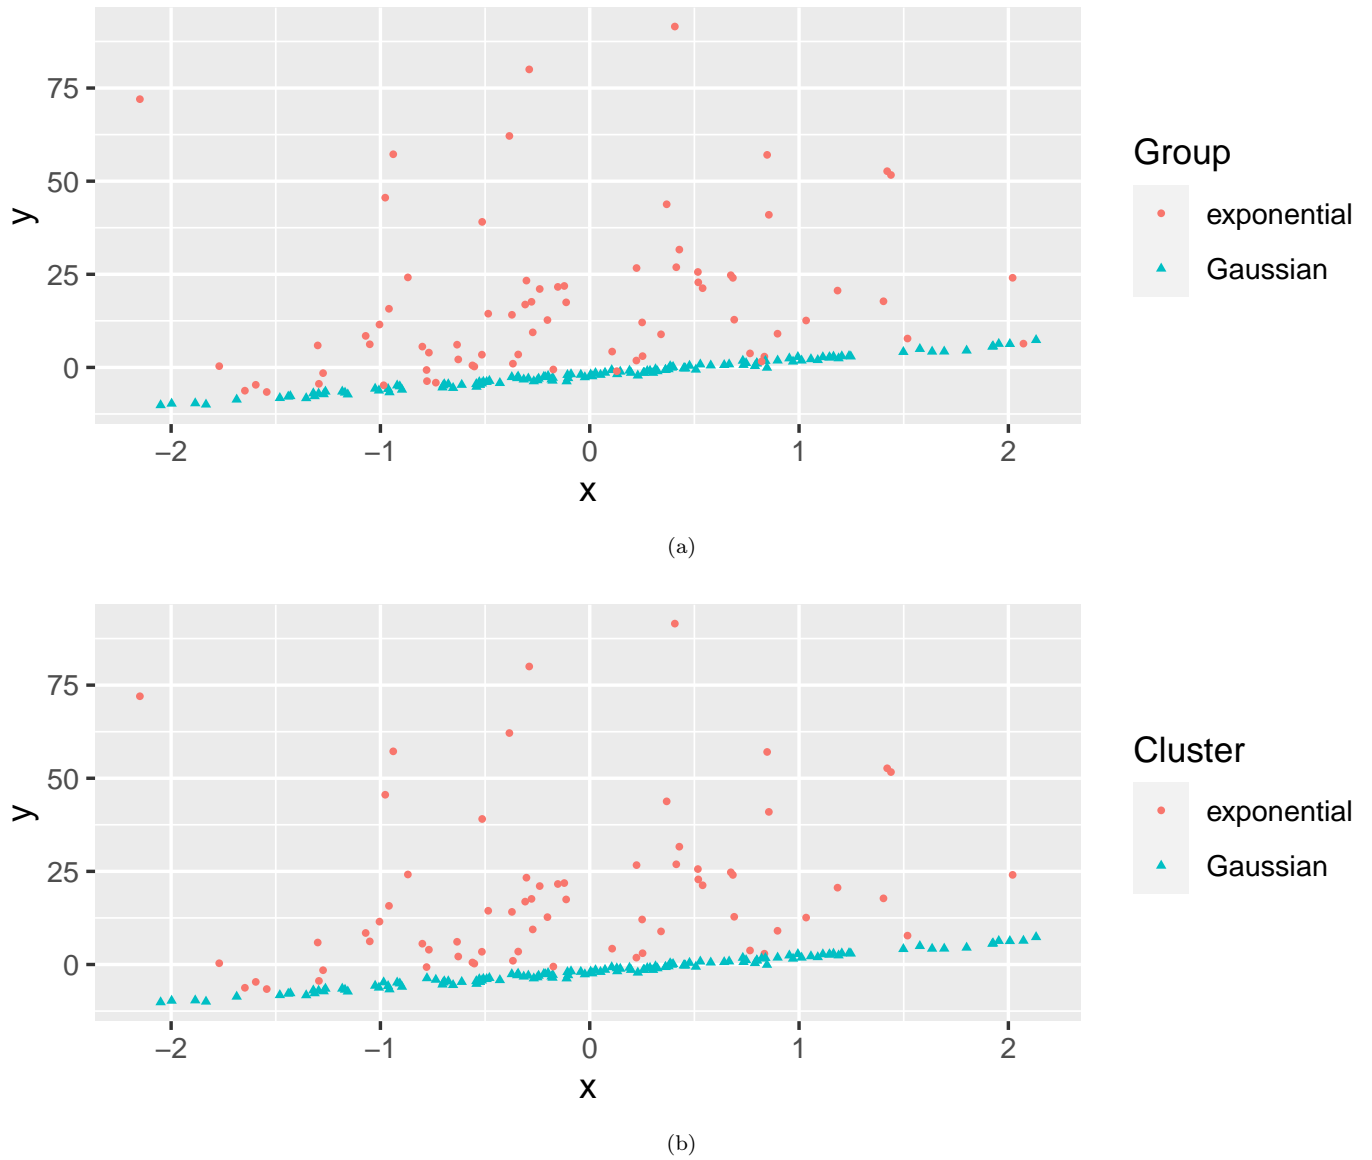 75
50
25
0
y
−2 −1 0 1 2
x
Group
exponential
Gaussian
(a)
75
50
25
0
y
−2 −1 0 1 2
x
Cluster
exponential
Gaussian
(b)